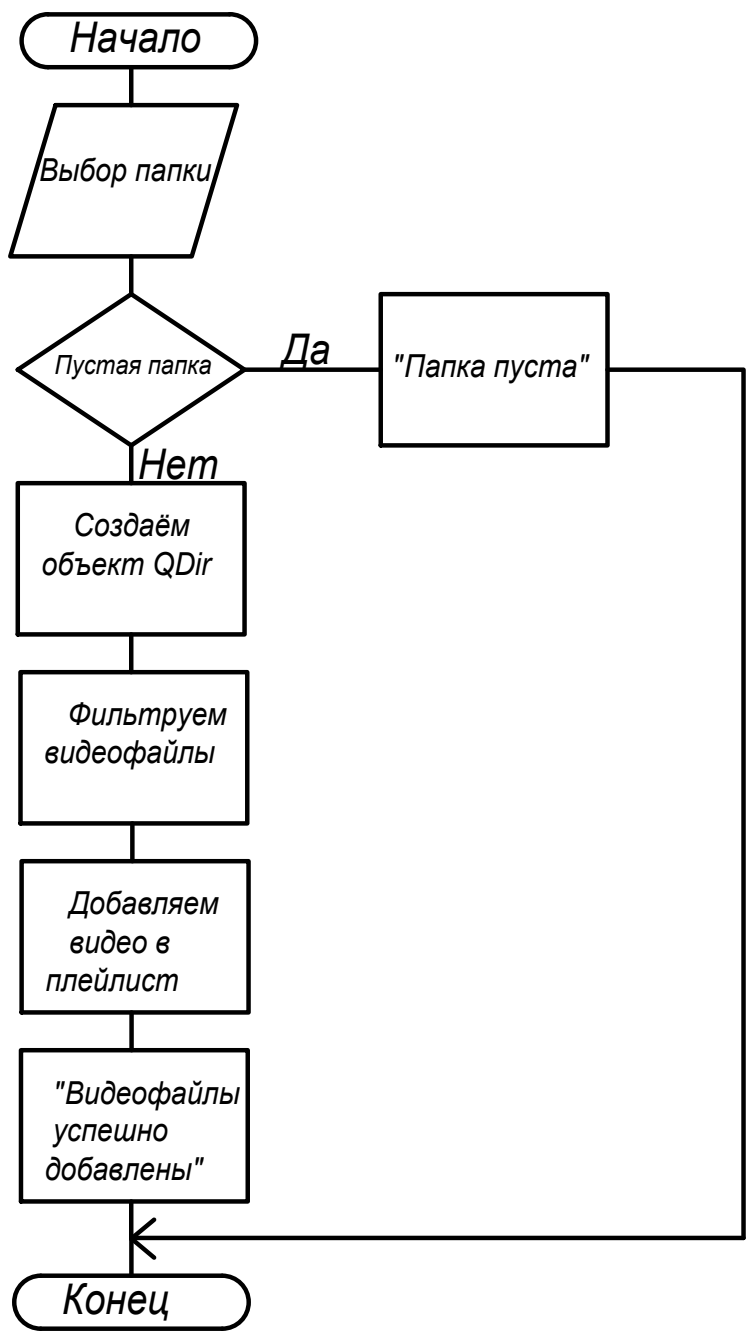 Начало
Выбор папки
Пустая папка
Да
"Папка пуста"
Нет
Создаём
объект QDir
Фильтруем
видеофайлы
Добавляем
видео в
плейлист
"Видеофайлы
успешно
добавлены"
Конец